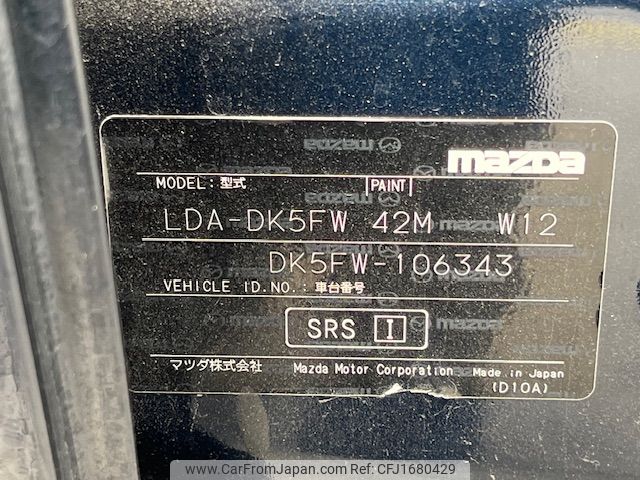 mazda
MODEL: 型式 PAINT
LDA-DK5FW 42M W12
DK5FW-106343
VEHICLE ID.NO.: 車台番号
SRS I
マツダ株式会社 Mazda Motor Corporation Made in Japan
(D10A)
www.CarFromJapan.com | Ref. No: CFJ1680429